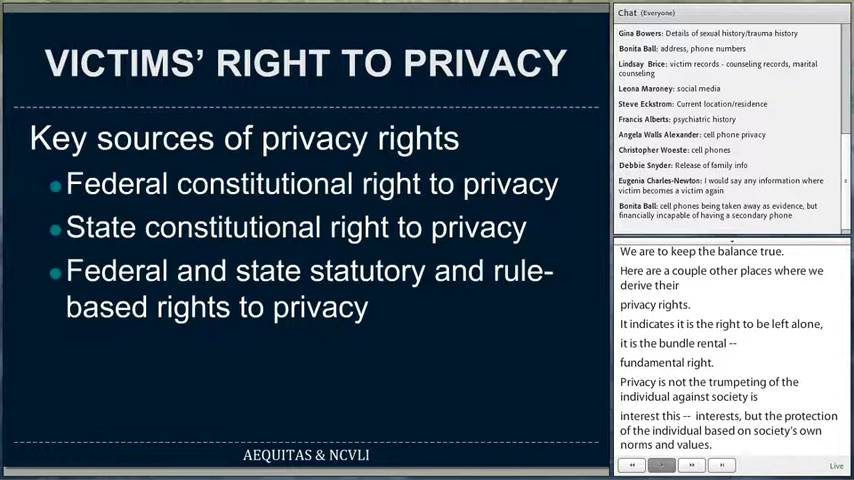 VICTIMS' RIGHT TO PRIVACY
Key sources of privacy rights
Federal constitutional right to privacy
State constitutional right to privacy
Federal and state statutory and rule-
based rights to privacy
AEQUITAS & NCVLI
Chat (Everyone)
Gina Bowers: Details of sexual history/trauma history
Bonita Ball: address, phone numbers
Lindsay Brice: victim records - counseling records, marital
counseling
Leona Maroney: social media
Steve Eckstrom: Current location/residence
Francis Alberts: psychiatric history
Angela Walls Alexander: cell phone privacy
Christopher Woeste: cell phones
Debbie Snyder: Release of family info
Eugenia Charles-Newton: I would say any information where
victim becomes a victim again
Bonita Ball: cell phones being taken away as evidence, but
financially incapable of having a secondary phone
We are to keep the balance true.
Here are a couple other places where we
derive their
privacy rights.
It indicates it is the right to be left alone,
it is the bundle rental --
fundamental right.
Privacy is not the trumpeting of the
individual against society is
interest this -- interests, but the protection
of the individual based on society's own
norms and values.
Live